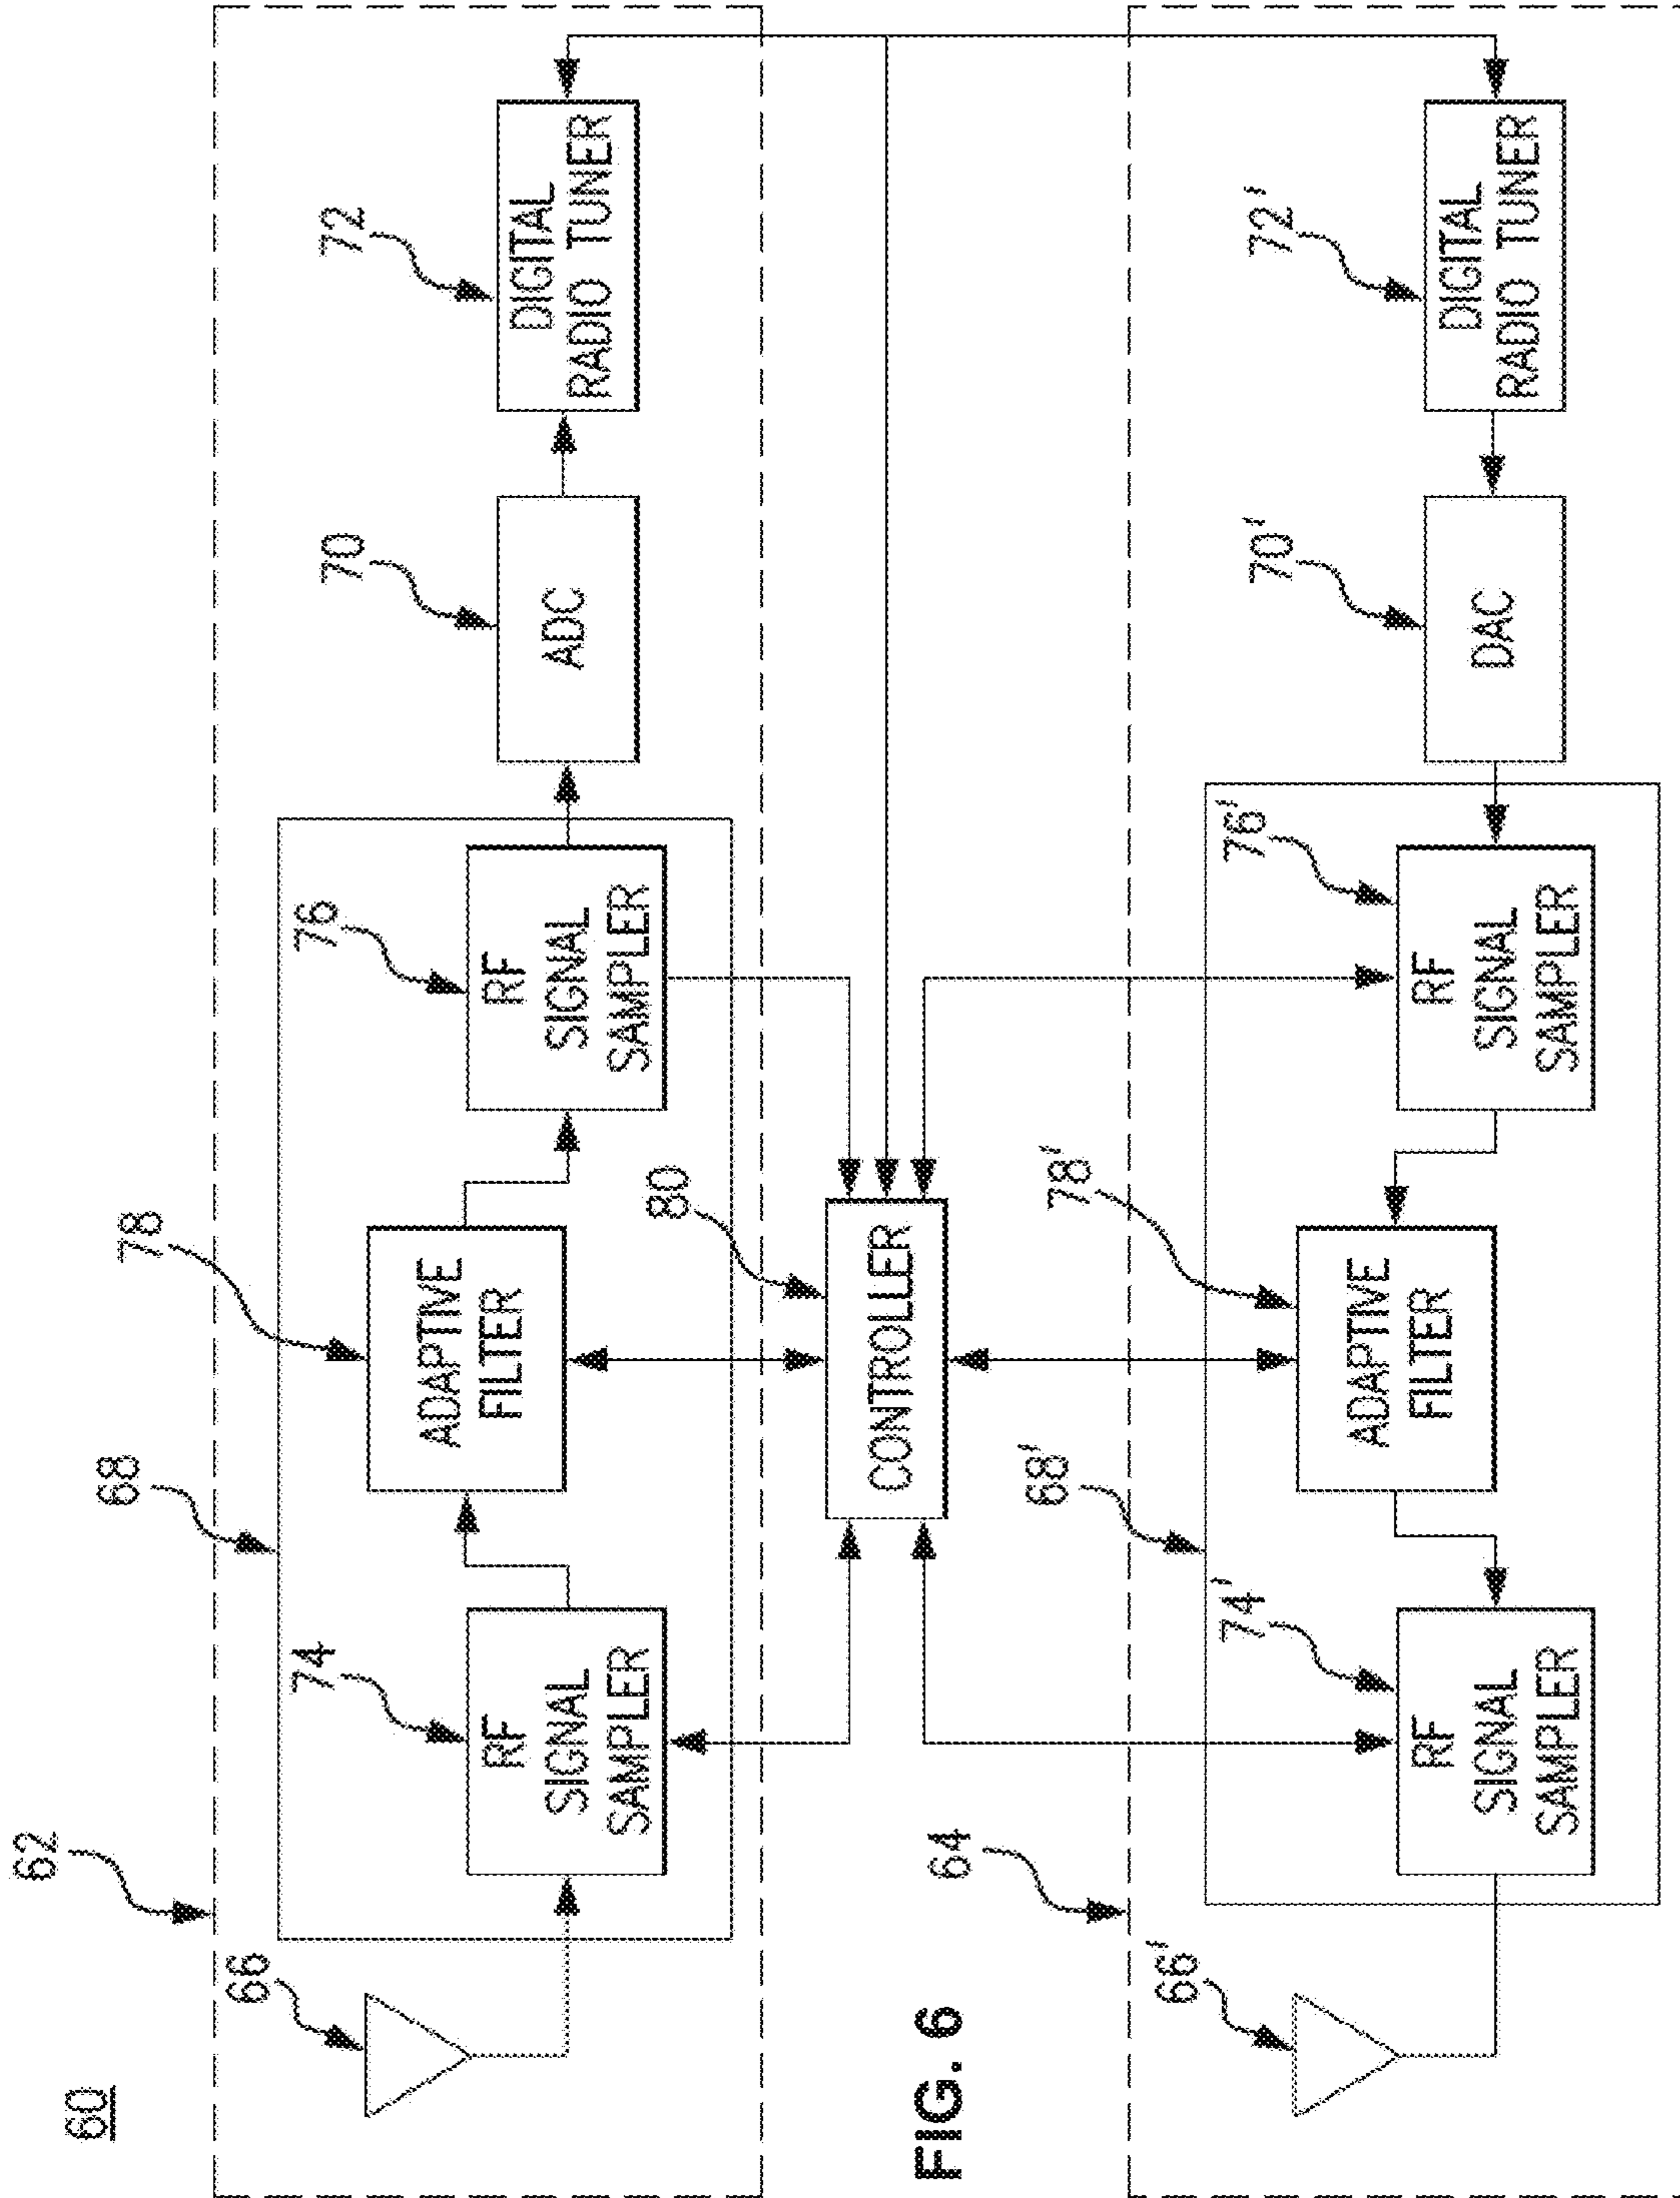 60
62
68
78
66
74
RF
SIGNAL
SAMPLER
ADAPTIVE
FILTER
76
RF
SIGNAL
SAMPLER
70
ADC
72
DIGITAL
RADIO TUNER
80
CONTROLLER
FIG. 6
64
68'
78'
66'
74'
RF
SIGNAL
SAMPLER
ADAPTIVE
FILTER
76'
RF
SIGNAL
SAMPLER
70'
DAC
72'
DIGITAL
RADIO TUNER